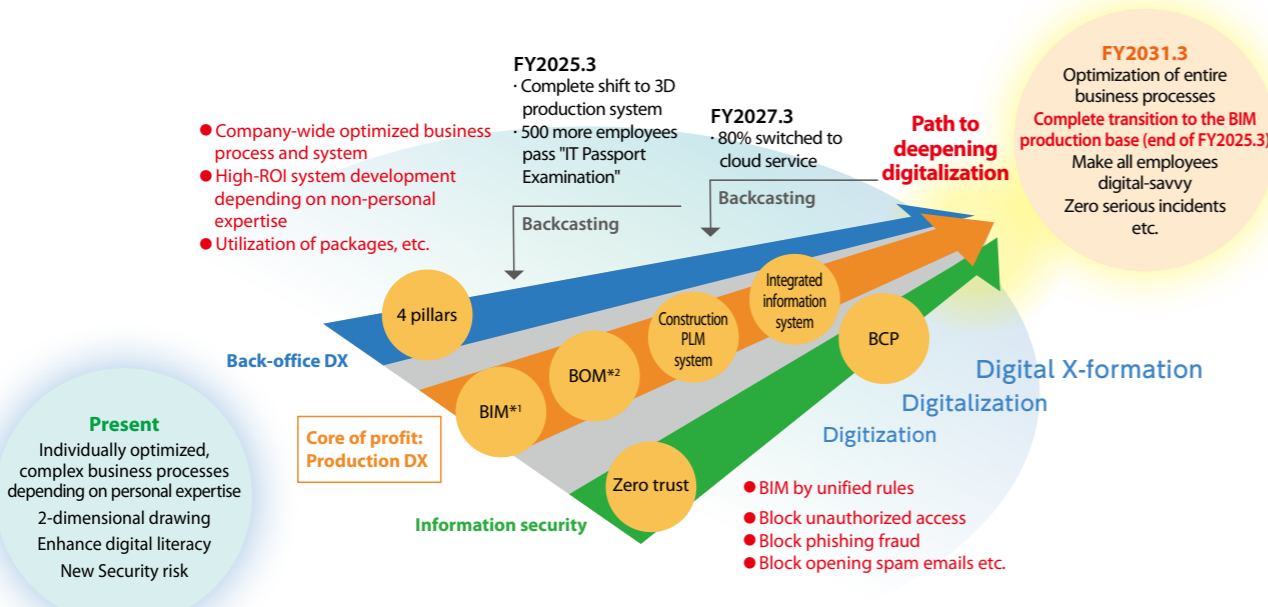 FY2025.3
· Complete shift to 3D
production system
· 500 more employees
pass "IT Passport
Examination"
FY2027.3
· 80% switched to
cloud service
Path to
deepening
digitalization
FY2031.3
Optimization of entire
business processes
Complete transition to the BIM
production base (end of FY2025.3)
Make all employees
digital-savvy
Zero serious incidents
etc.
● Company-wide optimized business
process and system
● High-ROI system development
depending on non-personal
expertise
● Utilization of packages, etc.
Backcasting
Backcasting
4 pillars
Back-office DX
BIM*1
BOM*2
Construction
PLM
system
Integrated
information
system
Core of profit:
Production DX
Zero trust
BCP
Information security
Digital X-formation
Digitalization
Digitization
● BIM by unified rules
● Block unauthorized access
● Block phishing fraud
● Block opening spam emails etc.
Present
Individually optimized,
complex business processes
depending on personal expertise
2-dimensional drawing
Enhance digital literacy
New Security risk